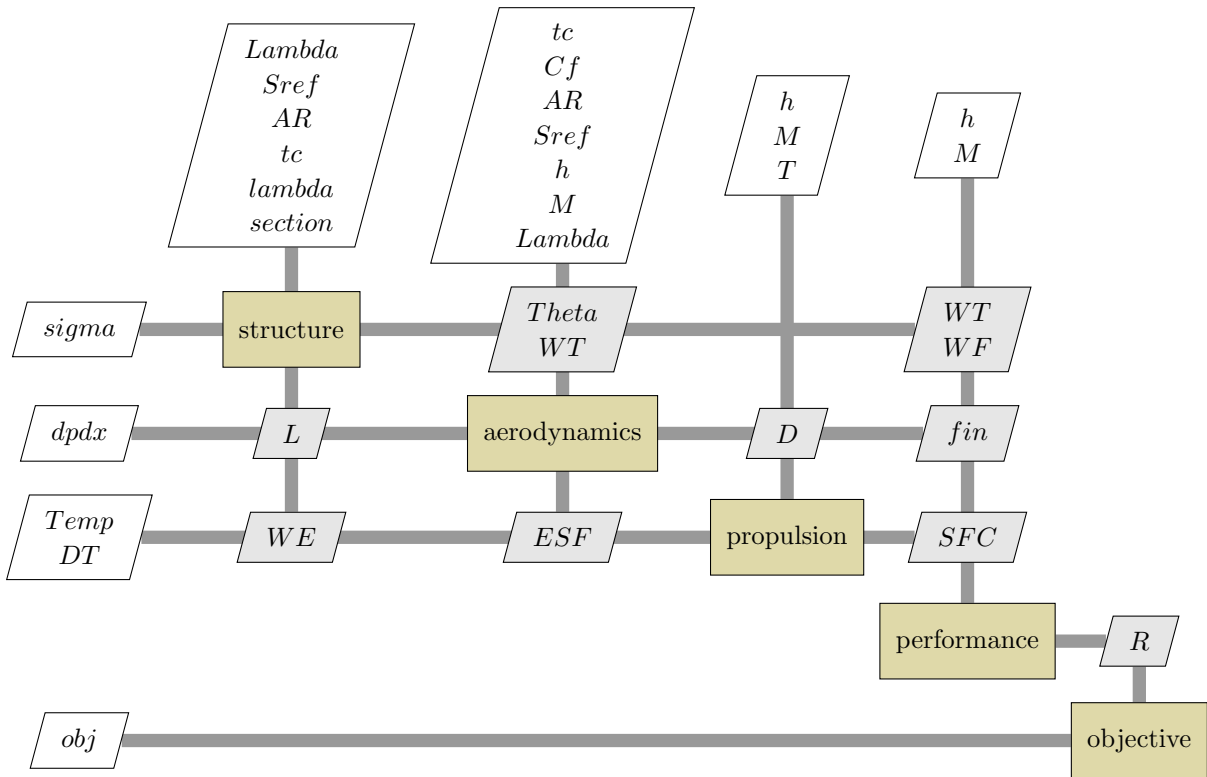 Lambda
Sref
AR
tc
lambda
section
tc
Cf
AR
Sref
h
M
Lambda
h
M
T
h
M
sigma
structure
Theta
WT
WT
WF
dpdx
L
aerodynamics
D
fin
Temp
DT
WE
ESF
propulsion
SFC
performance
R
obj
objective